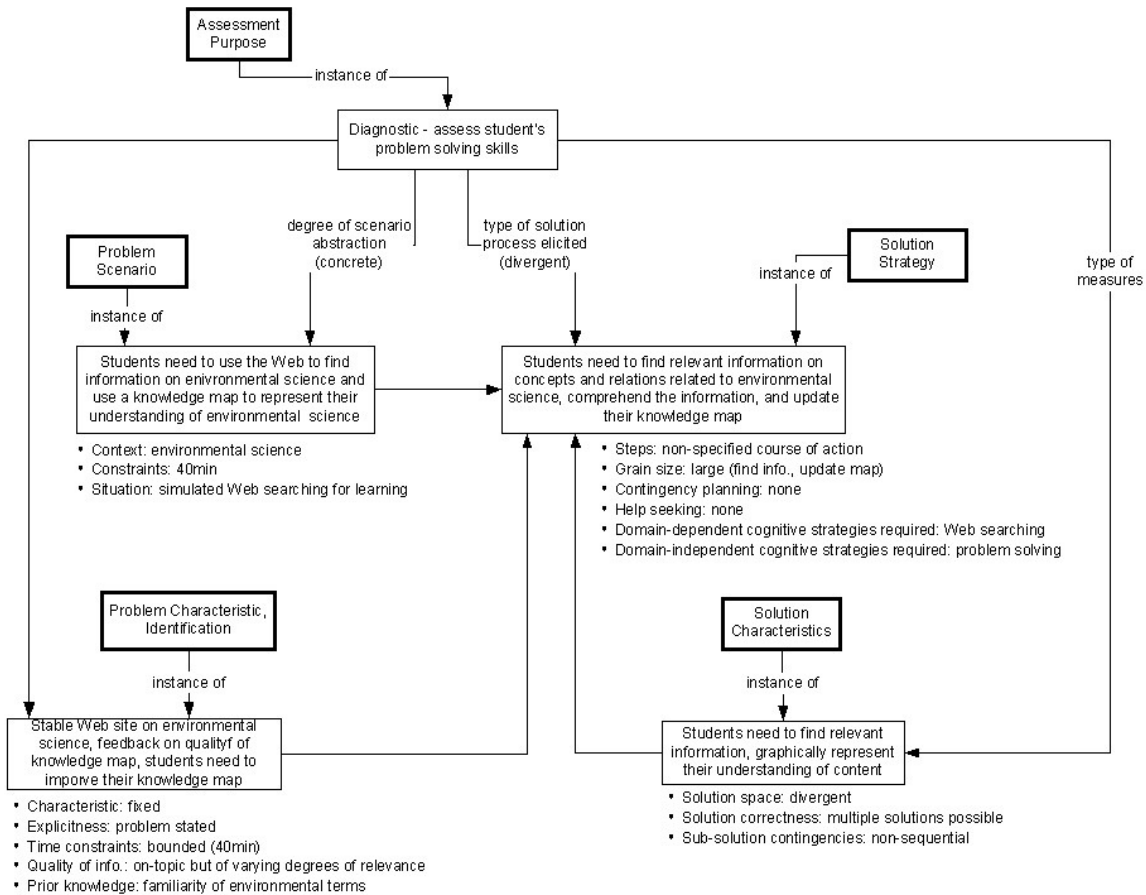 Assessment
Purpose
instance of
Diagnostic - assess student's
problem solving skills
degree of scenario
abstraction
(concrete)
type of solution
process elicited
(divergent)
Problem
Scenario
Solution
Strategy
type of
measures
instance of
instance of
Students need to use the Web to find
information on enivronmental science and
use a knowledge map to represent their
understanding of environmental science
Students need to find relevant information on
concepts and relations related to environmental
science, comprehend the information, and update
their knowledge map
• Context: environmental science
• Constraints: 40min
• Situation: simulated Web searching for learning
• Steps: non-specified course of action
• Grain size: large (find info., update map)
• Contingency planning: none
• Help seeking: none
• Domain-dependent cognitive strategies required: Web searching
• Domain-independent cognitive strategies required: problem solving
Problem Characteristic,
Identification
Solution
Characteristics
instance of
instance of
Stable Web site on environmental
science, feedback on qualityf of
knowledge map, students need to
imporve their knowledge map
Students need to find relevant
information, graphically represent
their understanding of content
• Characteristic: fixed
• Explicitness: problem stated
• Time constraints: bounded (40min)
• Quality of info.: on-topic but of varying degrees of relevance
• Prior knowledge: familiarity of environmental terms
• Solution space: divergent
• Solution correctness: multiple solutions possible
• Sub-solution contingencies: non-sequential